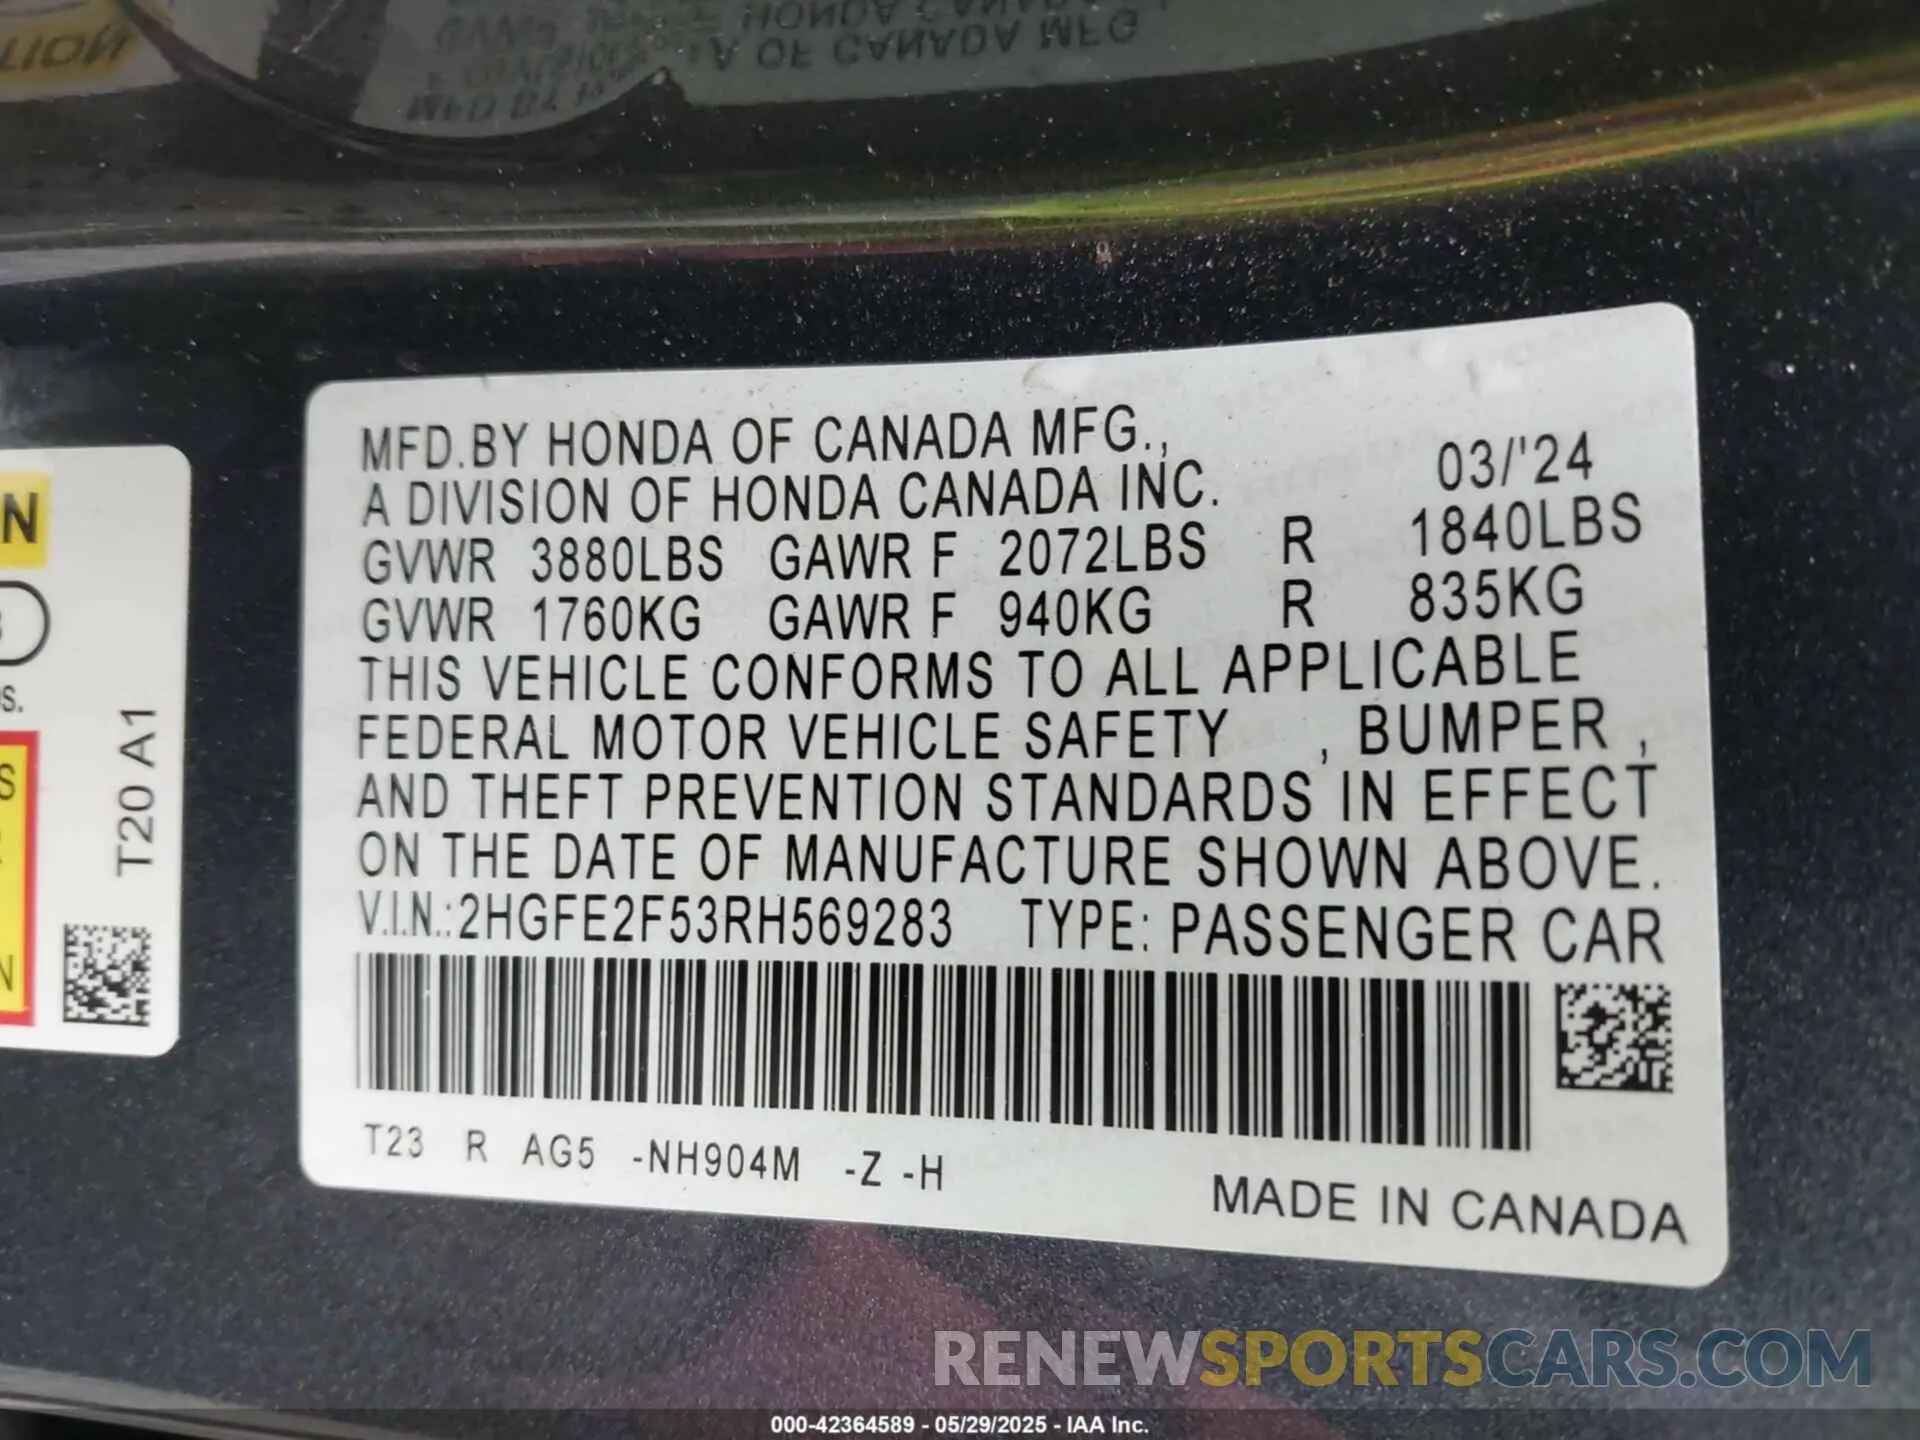 MFD.BY HONDA OF CANADA MFG.,
A DIVISION OF HONDA CANADA INC. 03/'24
GVWR 3880LBS GAWR F 2072LBS R 1840LBS
GVWR 1760KG GAWR F 940KG R 835KG
THIS VEHICLE CONFORMS TO ALL APPLICABLE
FEDERAL MOTOR VEHICLE SAFETY , BUMPER ,
AND THEFT PREVENTION STANDARDS IN EFFECT
ON THE DATE OF MANUFACTURE SHOWN ABOVE.
V.I.N.:2HGFE2F53RH569283 TYPE: PASSENGER CAR
T23 R AG5 -NH904M -Z -H
MADE IN CANADA
T20 A1
RENEWSPORTSCARS.COM
000-42364589 - 05/29/2025 - IAA Inc.